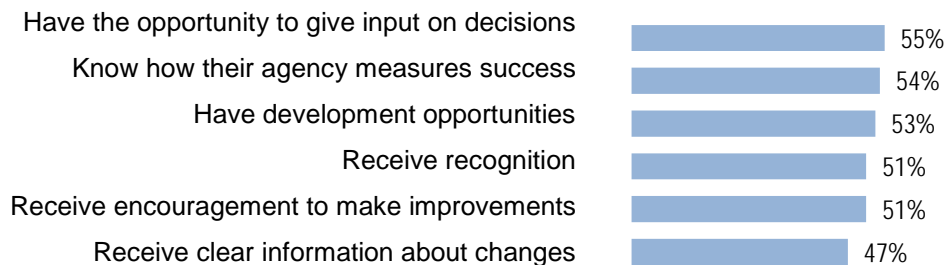 Have the opportunity to give input on decisions 55%
Know how their agency measures success 54%
Have development opportunities 53%
Receive recognition 51%
Receive encouragement to make improvements 51%
Receive clear information about changes 47%